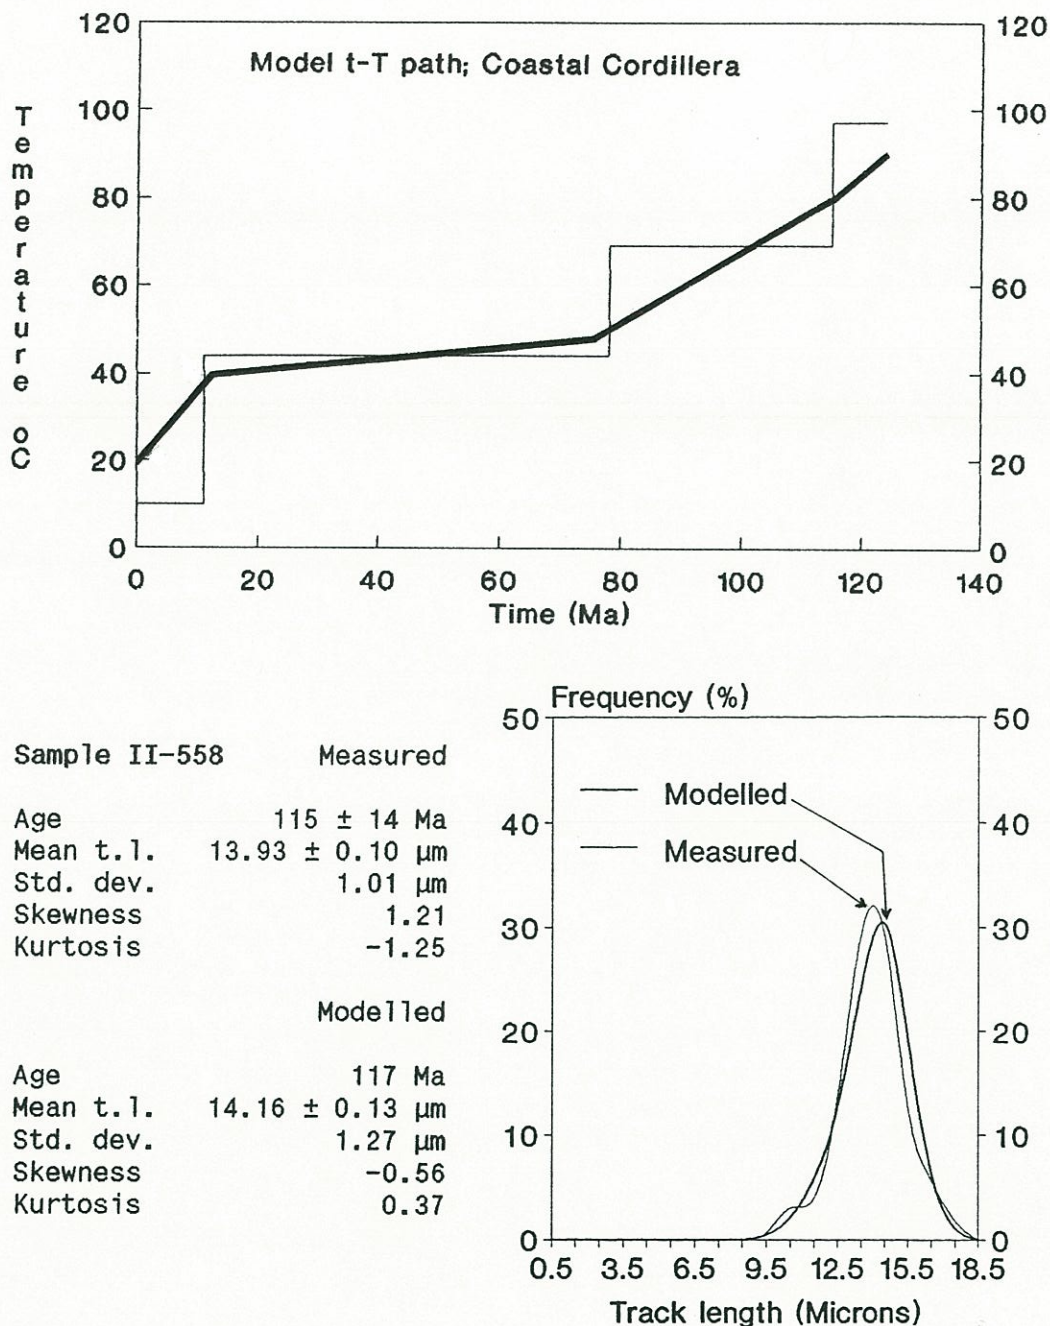 Model t-T path; Coastal Cordillera
Temperature oC
120
100
80
60
40
20
0
120
100
80
60
40
20
0
0 20 40 60 80 100 120 140
Time (Ma)
Sample II-558 Measured
Age 115 ± 14 Ma
Mean t.l. 13.93 ± 0.10 µm
Std. dev. 1.01 µm
Skewness 1.21
Kurtosis -1.25
Modelled
Age 117 Ma
Mean t.l. 14.16 ± 0.13 µm
Std. dev. 1.27 µm
Skewness -0.56
Kurtosis 0.37
Frequency (%)
50
40
30
20
10
0
Modelled
Measured
50
40
30
20
10
0
0.5 3.5 6.5 9.5 12.5 15.5 18.5
Track length (Microns)